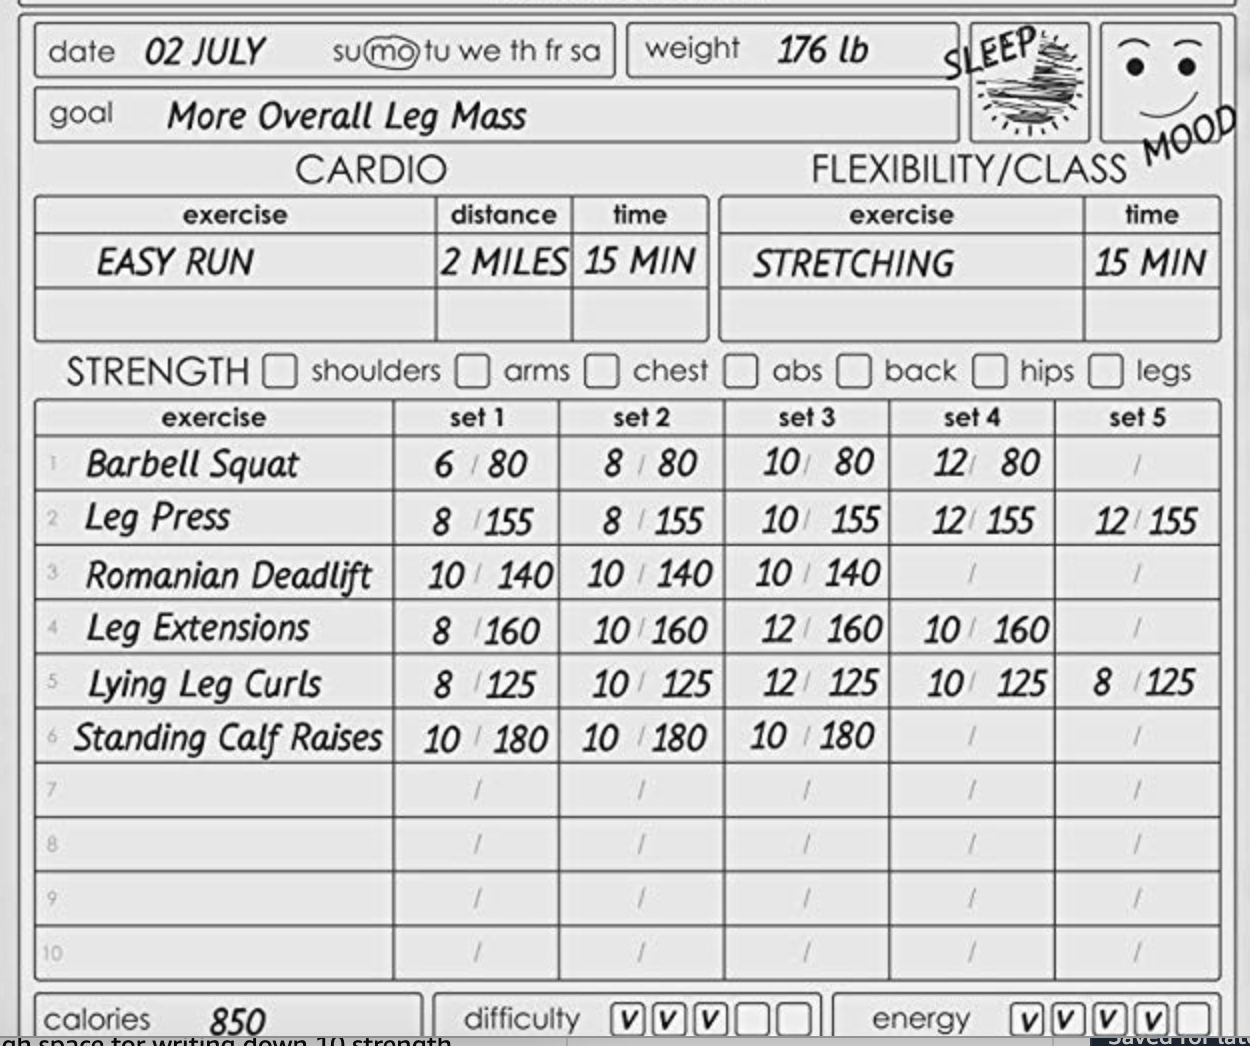 date 02 JULY su mo tu we th fr sa weight 176 lb SLEEP
goal More Overall Leg Mass MOOD
CARDIO FLEXIBILITY/CLASS
exercise distance time exercise time
EASY RUN 2 MILES 15 MIN STRETCHING 15 MIN
STRENGTH shoulders arms chest abs back hips legs
exercise set 1 set 2 set 3 set 4 set 5
1 Barbell Squat 6 / 80 8 / 80 10 / 80 12 / 80 /
2 Leg Press 8 / 155 8 / 155 10 / 155 12 / 155 12 / 155
3 Romanian Deadlift 10 / 140 10 / 140 10 / 140 / /
4 Leg Extensions 8 / 160 10 / 160 12 / 160 10 / 160 /
5 Lying Leg Curls 8 / 125 10 / 125 12 / 125 10 / 125 8 / 125
6 Standing Calf Raises 10 / 180 10 / 180 10 / 180 / /
7 / / / / /
8 / / / / /
9 / / / / /
10 / / / / /
calories 850 difficulty v v v energy v v v v
space for writing down 10 strength